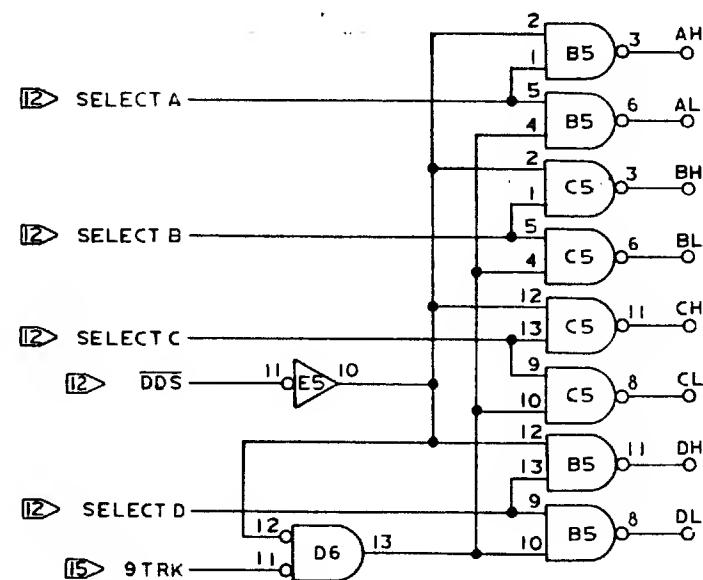 2 B5 3 AH
1
12 SELECT A 5 B5 6 AL
4
2 C5 3 BH
1
12 SELECT B 5 C5 6 BL
4
12 C5 11 CH
12 SELECT C 13
9 C5 8 CL
12 DDS 11 E5 10 10
12 B5 11 DH
13
12 SELECT D 9 B5 8 DL
12 D6 13 10
15 9 TRK 11